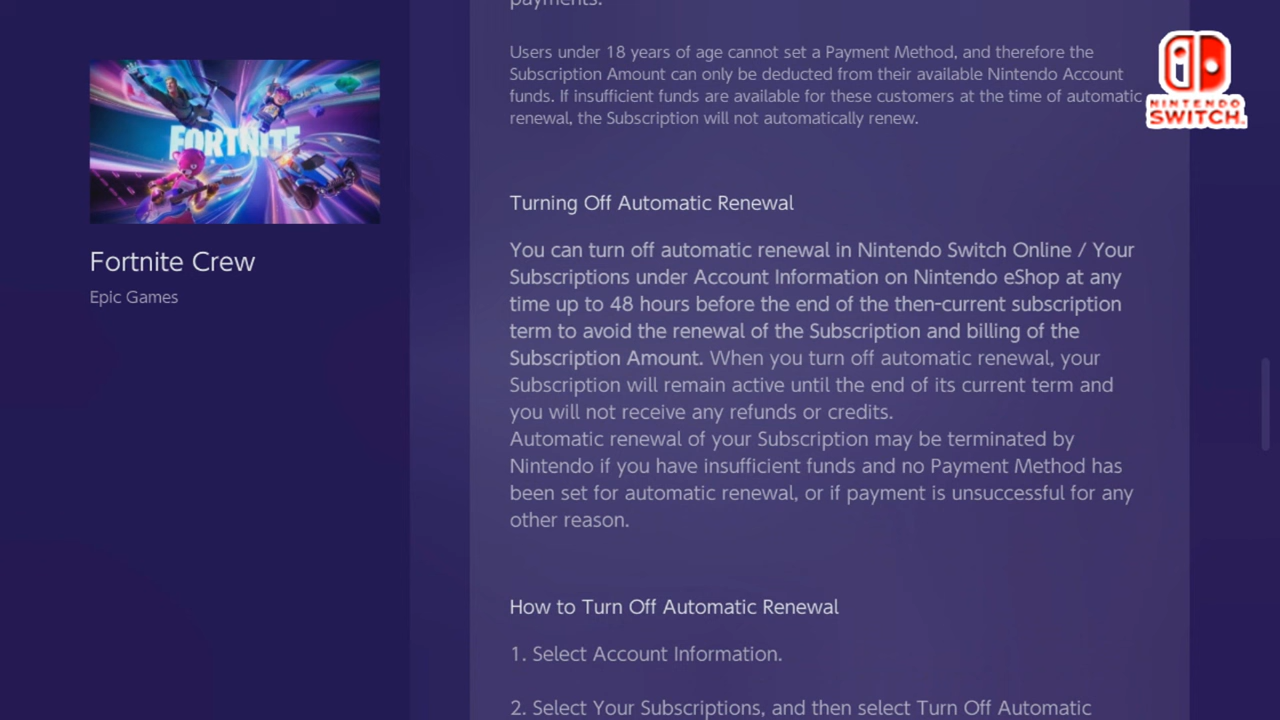 payments.
Users under 18 years of age cannot set a Payment Method, and therefore the
Subscription Amount can only be deducted from their available Nintendo Account
funds. If insufficient funds are available for these customers at the time of automatic
renewal, the Subscription will not automatically renew.
NINTENDO
SWITCH.
FORTNITE
Fortnite Crew
Epic Games
Turning Off Automatic Renewal
You can turn off automatic renewal in Nintendo Switch Online / Your
Subscriptions under Account Information on Nintendo eShop at any
time up to 48 hours before the end of the then-current subscription
term to avoid the renewal of the Subscription and billing of the
Subscription Amount. When you turn off automatic renewal, your
Subscription will remain active until the end of its current term and
you will not receive any refunds or credits.
Automatic renewal of your Subscription may be terminated by
Nintendo if you have insufficient funds and no Payment Method has
been set for automatic renewal, or if payment is unsuccessful for any
other reason.
How to Turn Off Automatic Renewal
1. Select Account Information.
2. Select Your Subscriptions, and then select Turn Off Automatic